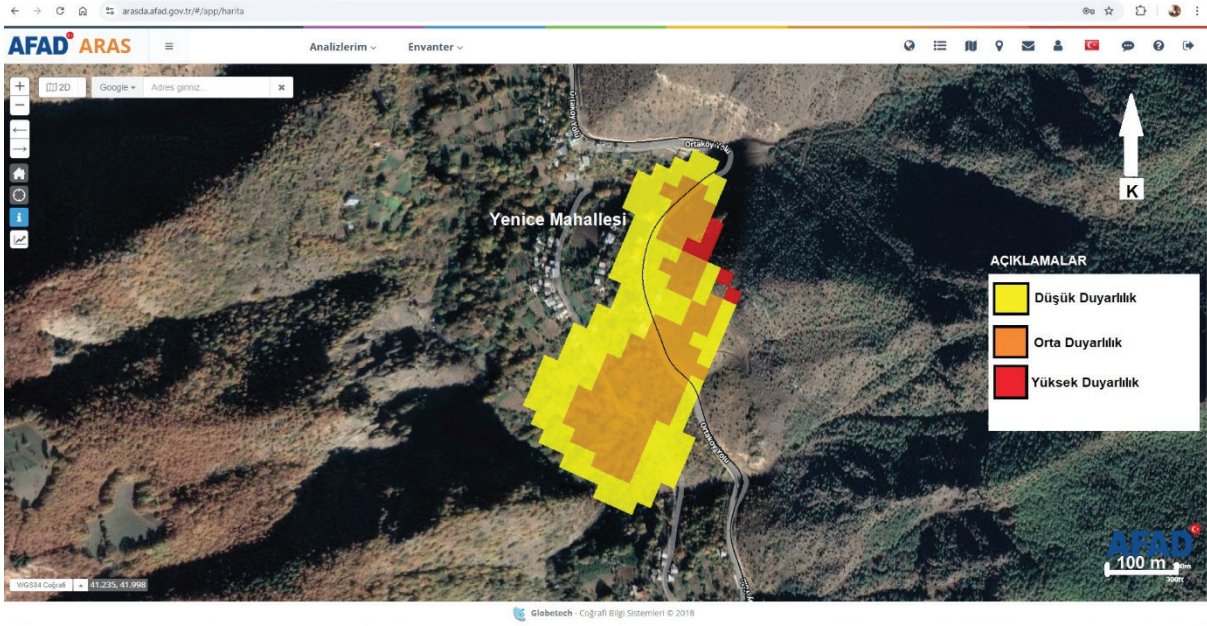 arasda.afad.gov.tr/#/app/harita
AFAD ARAS
Analizlerim
Envanter
2D
Google
Adres giriniz...
Ortaköy Yolu
Ortaköy Yolu
K
Yenice Mahallesi
AÇIKLAMALAR
Düşük Duyarlılık
Orta Duyarlılık
Yüksek Duyarlılık
Ortaköy Yolu
AFAD
100 m
300ft
WGS84 Coğrafi
41.235, 41.998
Globetech - Coğrafi Bilgi Sistemleri © 2018